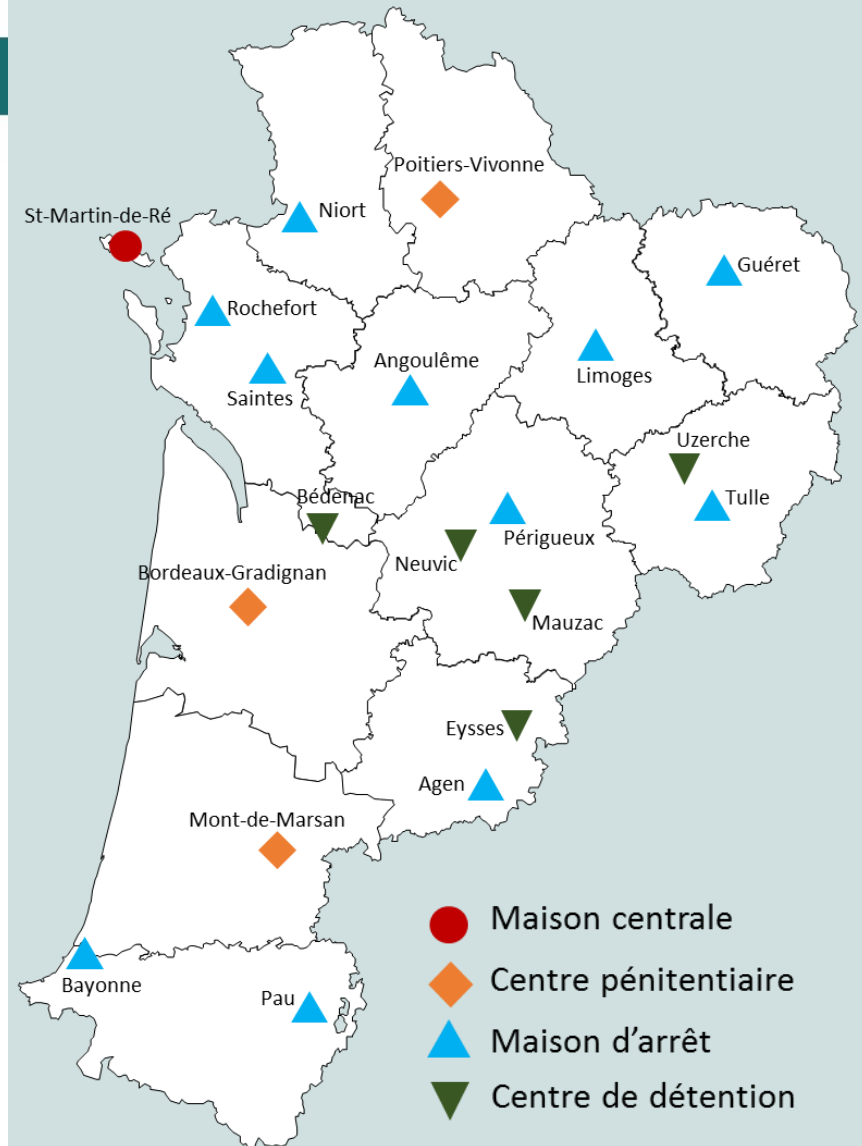 Poitiers-Vivonne
St-Martin-de-Ré
Niort
Guéret
Rochefort
Angoulême
Limoges
Saintes
Uzerche
Bédenac
Tulle
Périgueux
Neuvic
Bordeaux-Gradignan
Mauzac
Eysses
Agen
Mont-de-Marsan
Bayonne
Pau
Maison centrale
Centre pénitentiaire
Maison d’arrêt
Centre de détention